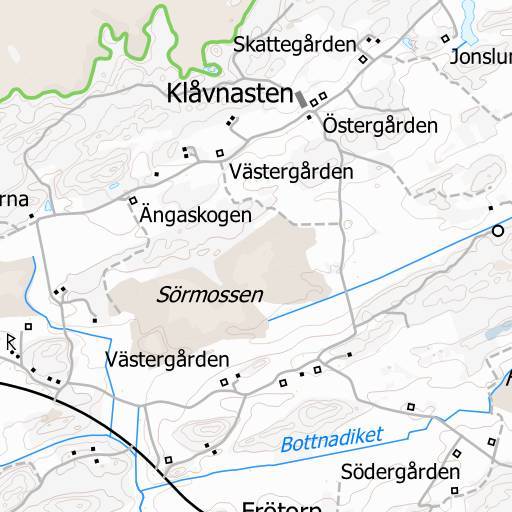 Skattegården
Jonslun
Klåvnasten
Östergården
Västergården
rna
Ängaskogen
Sörmossen
Västergården
Bottnadiket
Södergården
Frötorp